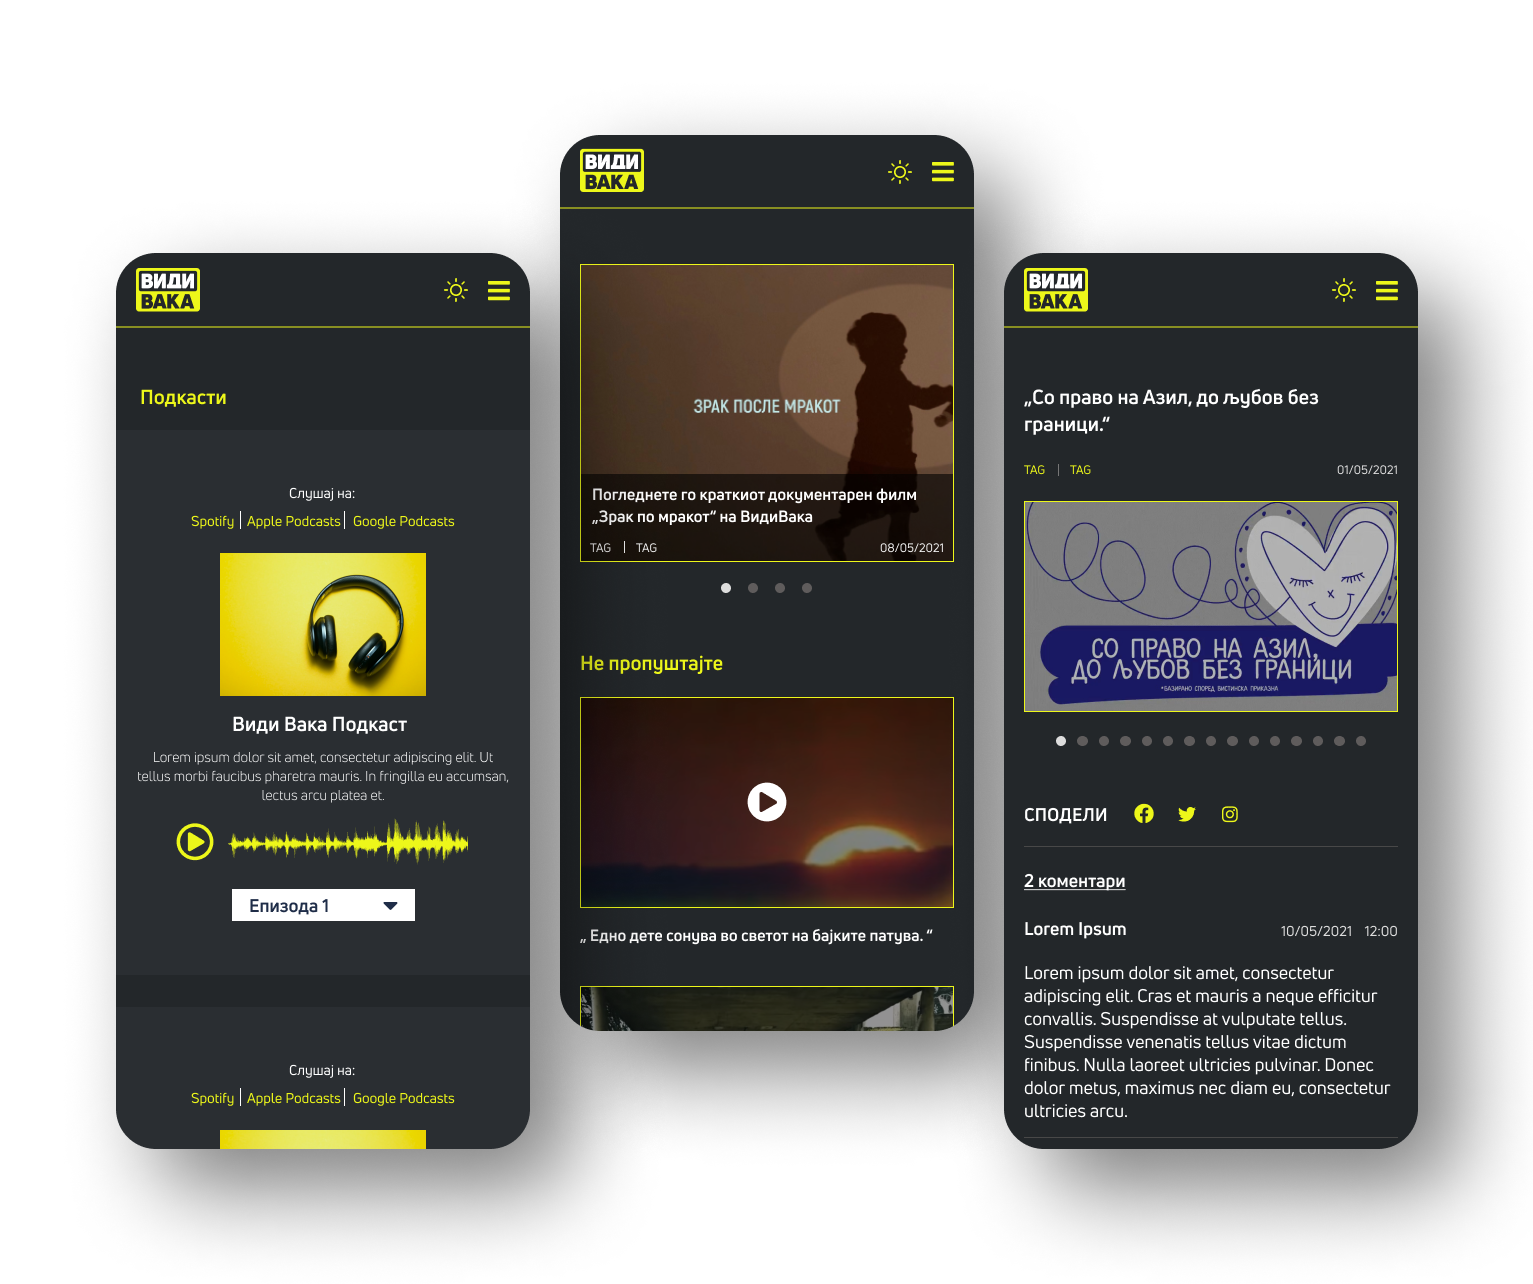 ВИДИ
ВАКА
Подкасти
Слушај на:
Spotify | Apple Podcasts | Google Podcasts
Види Вака Подкаст
Lorem ipsum dolor sit amet, consectetur adipiscing elit. Ut
tellus morbi faucibus pharetra mauris. In fringilla eu accumsan,
lectus arcu platea et.
Епизода 1
Слушај на:
Spotify | Apple Podcasts | Google Podcasts
ВИДИ
ВАКА
ЗРАК ПОСЛЕ МРАКОТ
Погледнете го краткиот документарен филм
„Зрак по мракот“ на ВидиВака
TAG | TAG 08/05/2021
Не пропуштајте
„ Едно дете сонува во светот на бајките патува. “
ВИДИ
ВАКА
„Со право на Азил, до љубов без
граници.“
TAG | TAG 01/05/2021
СО ПРАВО НА АЗИЛ,
ДО ЉУБОВ БЕЗ ГРАНИЦИ
*БАЗИРАНО СПОРЕД ВИСТИНСКА ПРИКАЗНА
СПОДЕЛИ
2 коментари
Lorem Ipsum 10/05/2021 12:00
Lorem ipsum dolor sit amet, consectetur
adipiscing elit. Cras et mauris a neque efficitur
convallis. Suspendisse at vulputate tellus.
Suspendisse venenatis tellus vitae dictum
finibus. Nulla laoreet ultricies pulvinar. Donec
dolor metus, maximus nec diam eu, consectetur
ultricies arcu.